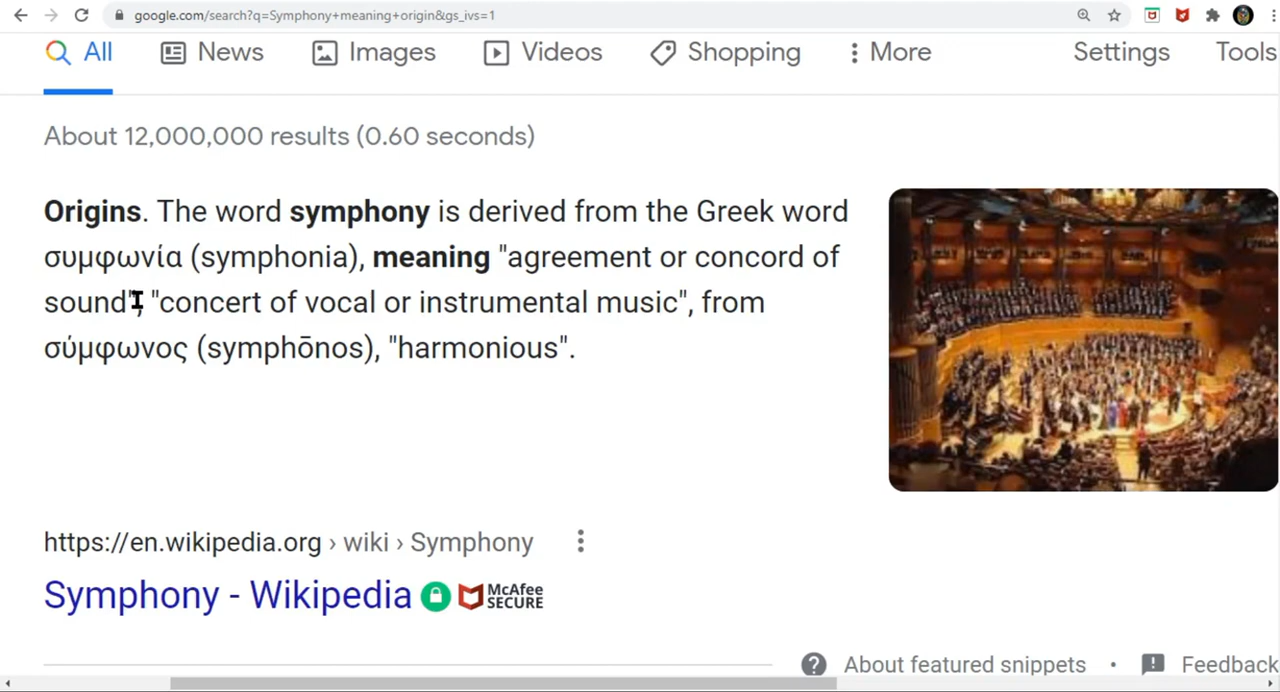 google.com/search?q=Symphony+meaning+origin&gs_ivs=1
All News Images Videos Shopping More Settings Tools
About 12,000,000 results (0.60 seconds)
Origins. The word symphony is derived from the Greek word
συμφωνία (symphonia), meaning "agreement or concord of
sound", "concert of vocal or instrumental music", from
σύμφωνος (symphōnos), "harmonious".
https://en.wikipedia.org › wiki › Symphony
Symphony - Wikipedia McAfee SECURE
About featured snippets • Feedback